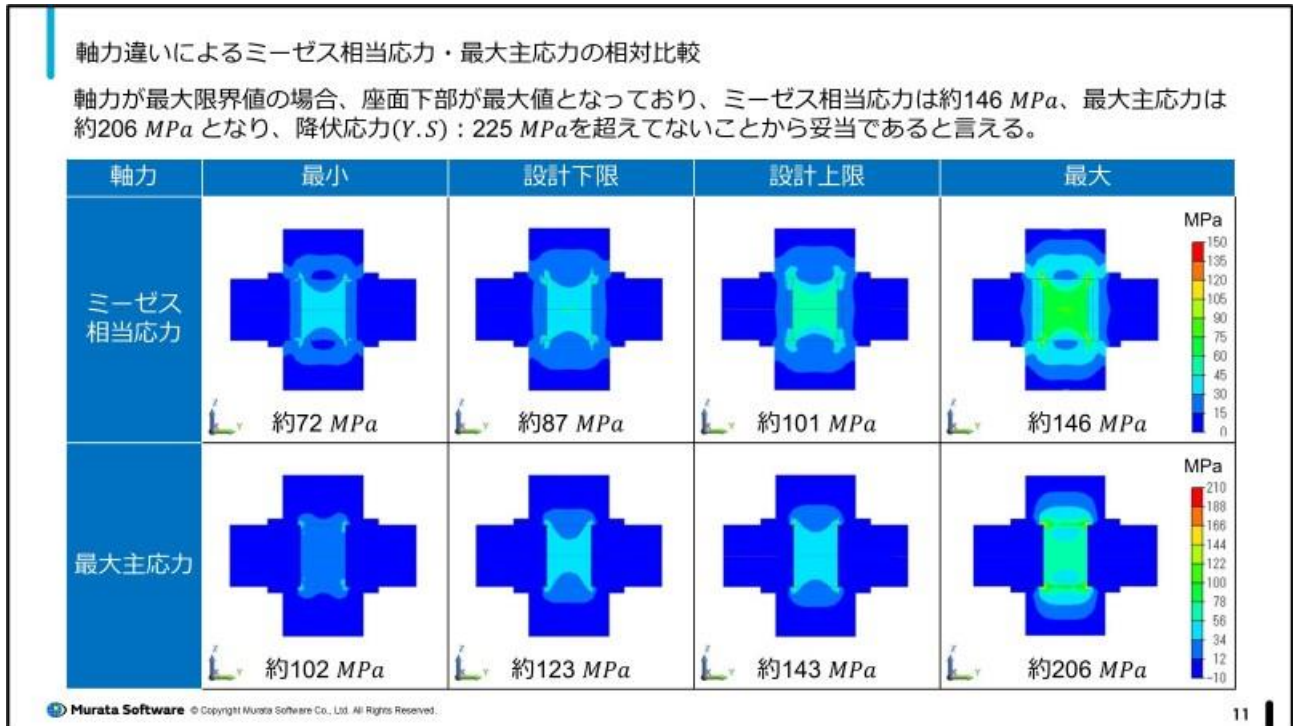 軸力違いによるミーゼス相当応力・最大主応力の相対比較
軸力が最大限界値の場合、座面下部が最大値となっており、ミーゼス相当応力は約146 MPa、最大主応力は
約206 MPa となり、降伏応力(Y.S)：225 MPaを超えてないことから妥当であると言える。
軸力 最小 設計下限 設計上限 最大
ミーゼス
相当応力
MPa
150
135
120
105
90
75
60
45
30
15
0
Z Y Z Y Z Y Z Y
約72 MPa 約87 MPa 約101 MPa 約146 MPa
最大主応力
MPa
210
188
166
144
122
100
78
56
34
12
-10
Z Y Z Y Z Y Z Y
約102 MPa 約123 MPa 約143 MPa 約206 MPa
Murata Software © Copyright Murata Software Co., Ltd. All Rights Reserved.
11